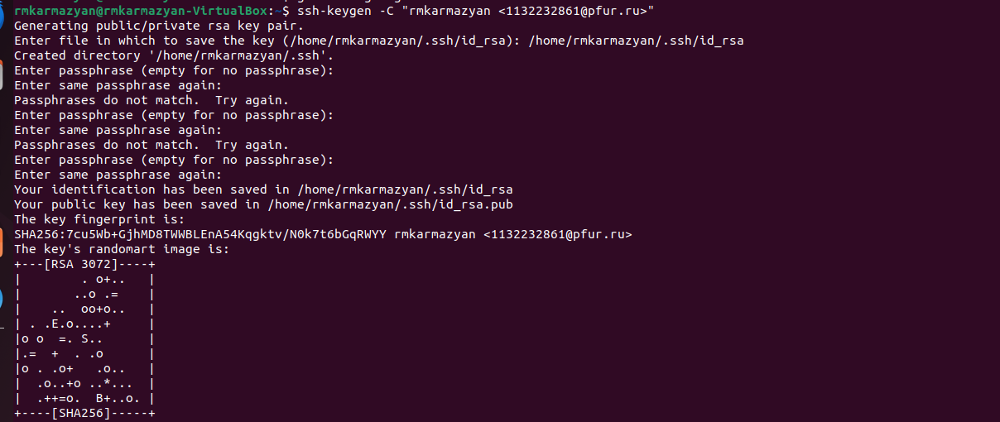 rmkarmazyan@rmkarmazyan-VirtualBox:~$ ssh-keygen -C "rmkarmazyan <1132232861@pfur.ru>"
Generating public/private rsa key pair.
Enter file in which to save the key (/home/rmkarmazyan/.ssh/id_rsa): /home/rmkarmazyan/.ssh/id_rsa
Created directory '/home/rmkarmazyan/.ssh'.
Enter passphrase (empty for no passphrase):
Enter same passphrase again:
Passphrases do not match.  Try again.
Enter passphrase (empty for no passphrase):
Enter same passphrase again:
Passphrases do not match.  Try again.
Enter passphrase (empty for no passphrase):
Enter same passphrase again:
Your identification has been saved in /home/rmkarmazyan/.ssh/id_rsa
Your public key has been saved in /home/rmkarmazyan/.ssh/id_rsa.pub
The key fingerprint is:
SHA256:7cu5Wb+GjhMD8TWWBLEnA54Kqgktv/N0k7t6bGqRWYY rmkarmazyan <1132232861@pfur.ru>
The key's randomart image is:
+---[RSA 3072]----+
|         . o+..   |
|        ..o .=    |
|     ..  oo+o..   |
| . .E.o....+      |
|o o  =. S..       |
|.=  +  . .o       |
|o . .o+   .o..    |
|  .o..+o ..*...   |
|  .++=o.  B+..o.  |
+----[SHA256]-----+